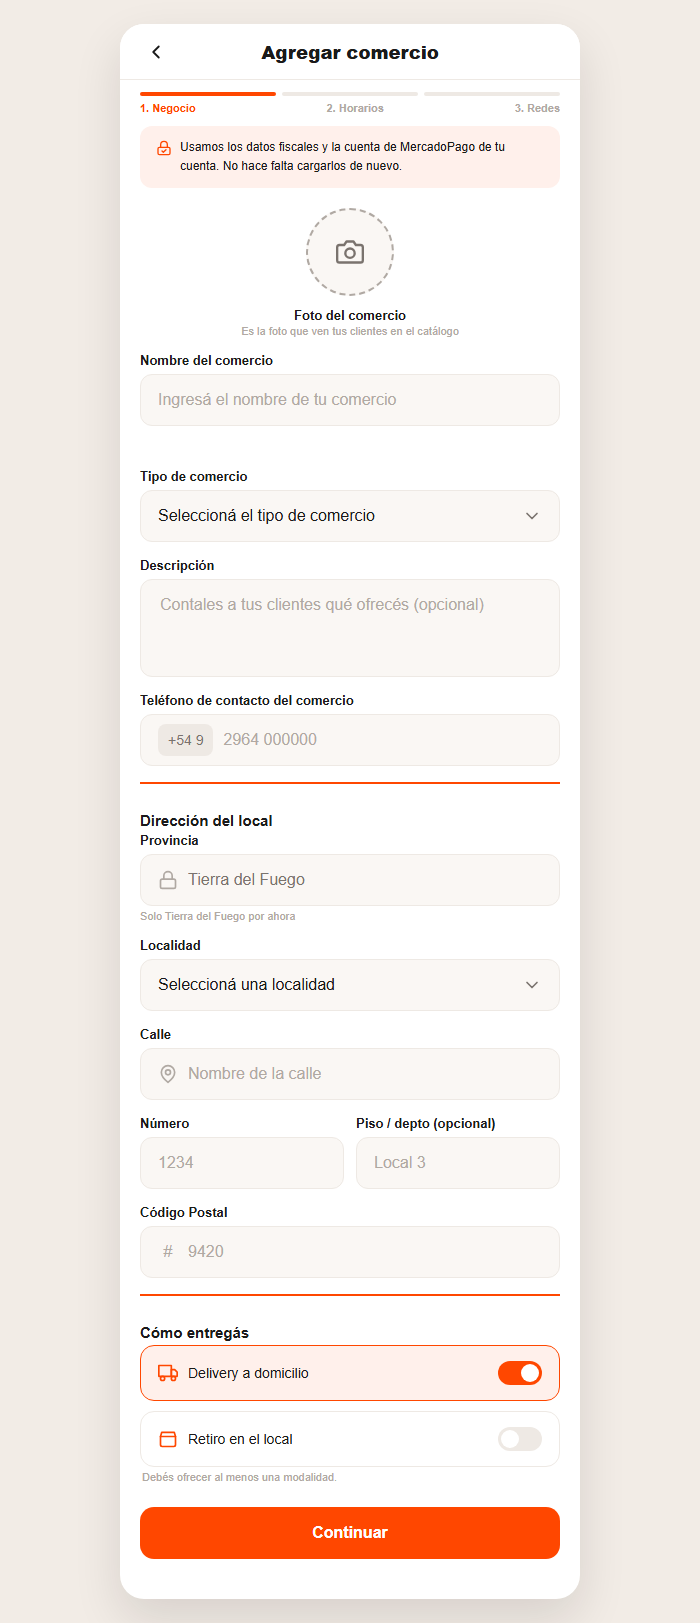 Agregar comercio
1. Negocio
2. Horarios
3. Redes
Usamos los datos fiscales y la cuenta de MercadoPago de tu
cuenta. No hace falta cargarlos de nuevo.
Foto del comercio
Es la foto que ven tus clientes en el catálogo
Nombre del comercio
Ingresá el nombre de tu comercio
Tipo de comercio
Seleccioná el tipo de comercio
Descripción
Contales a tus clientes qué ofrecés (opcional)
Teléfono de contacto del comercio
+54 9 2964 000000
Dirección del local
Provincia
Tierra del Fuego
Solo Tierra del Fuego por ahora
Localidad
Seleccioná una localidad
Calle
Nombre de la calle
Número
1234
Piso / depto (opcional)
Local 3
Código Postal
# 9420
Cómo entregás
Delivery a domicilio
Retiro en el local
Debés ofrecer al menos una modalidad.
Continuar